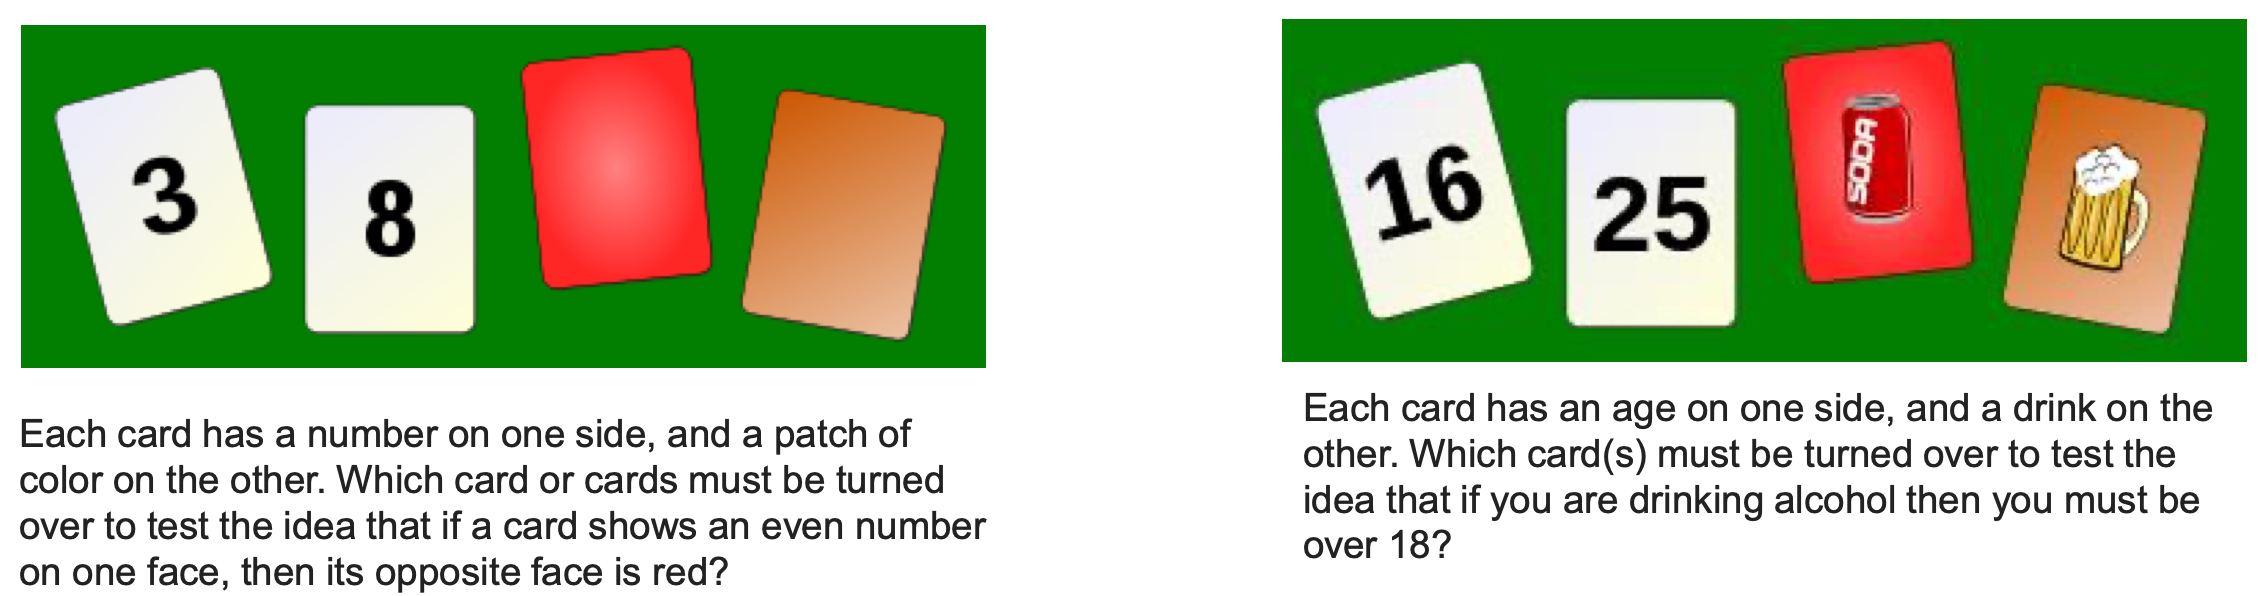 3
8
Each card has a number on one side, and a patch of
color on the other. Which card or cards must be turned
over to test the idea that if a card shows an even number
on one face, then its opposite face is red?
16
25
SODA
Each card has an age on one side, and a drink on the
other. Which card(s) must be turned over to test the
idea that if you are drinking alcohol then you must be
over 18?